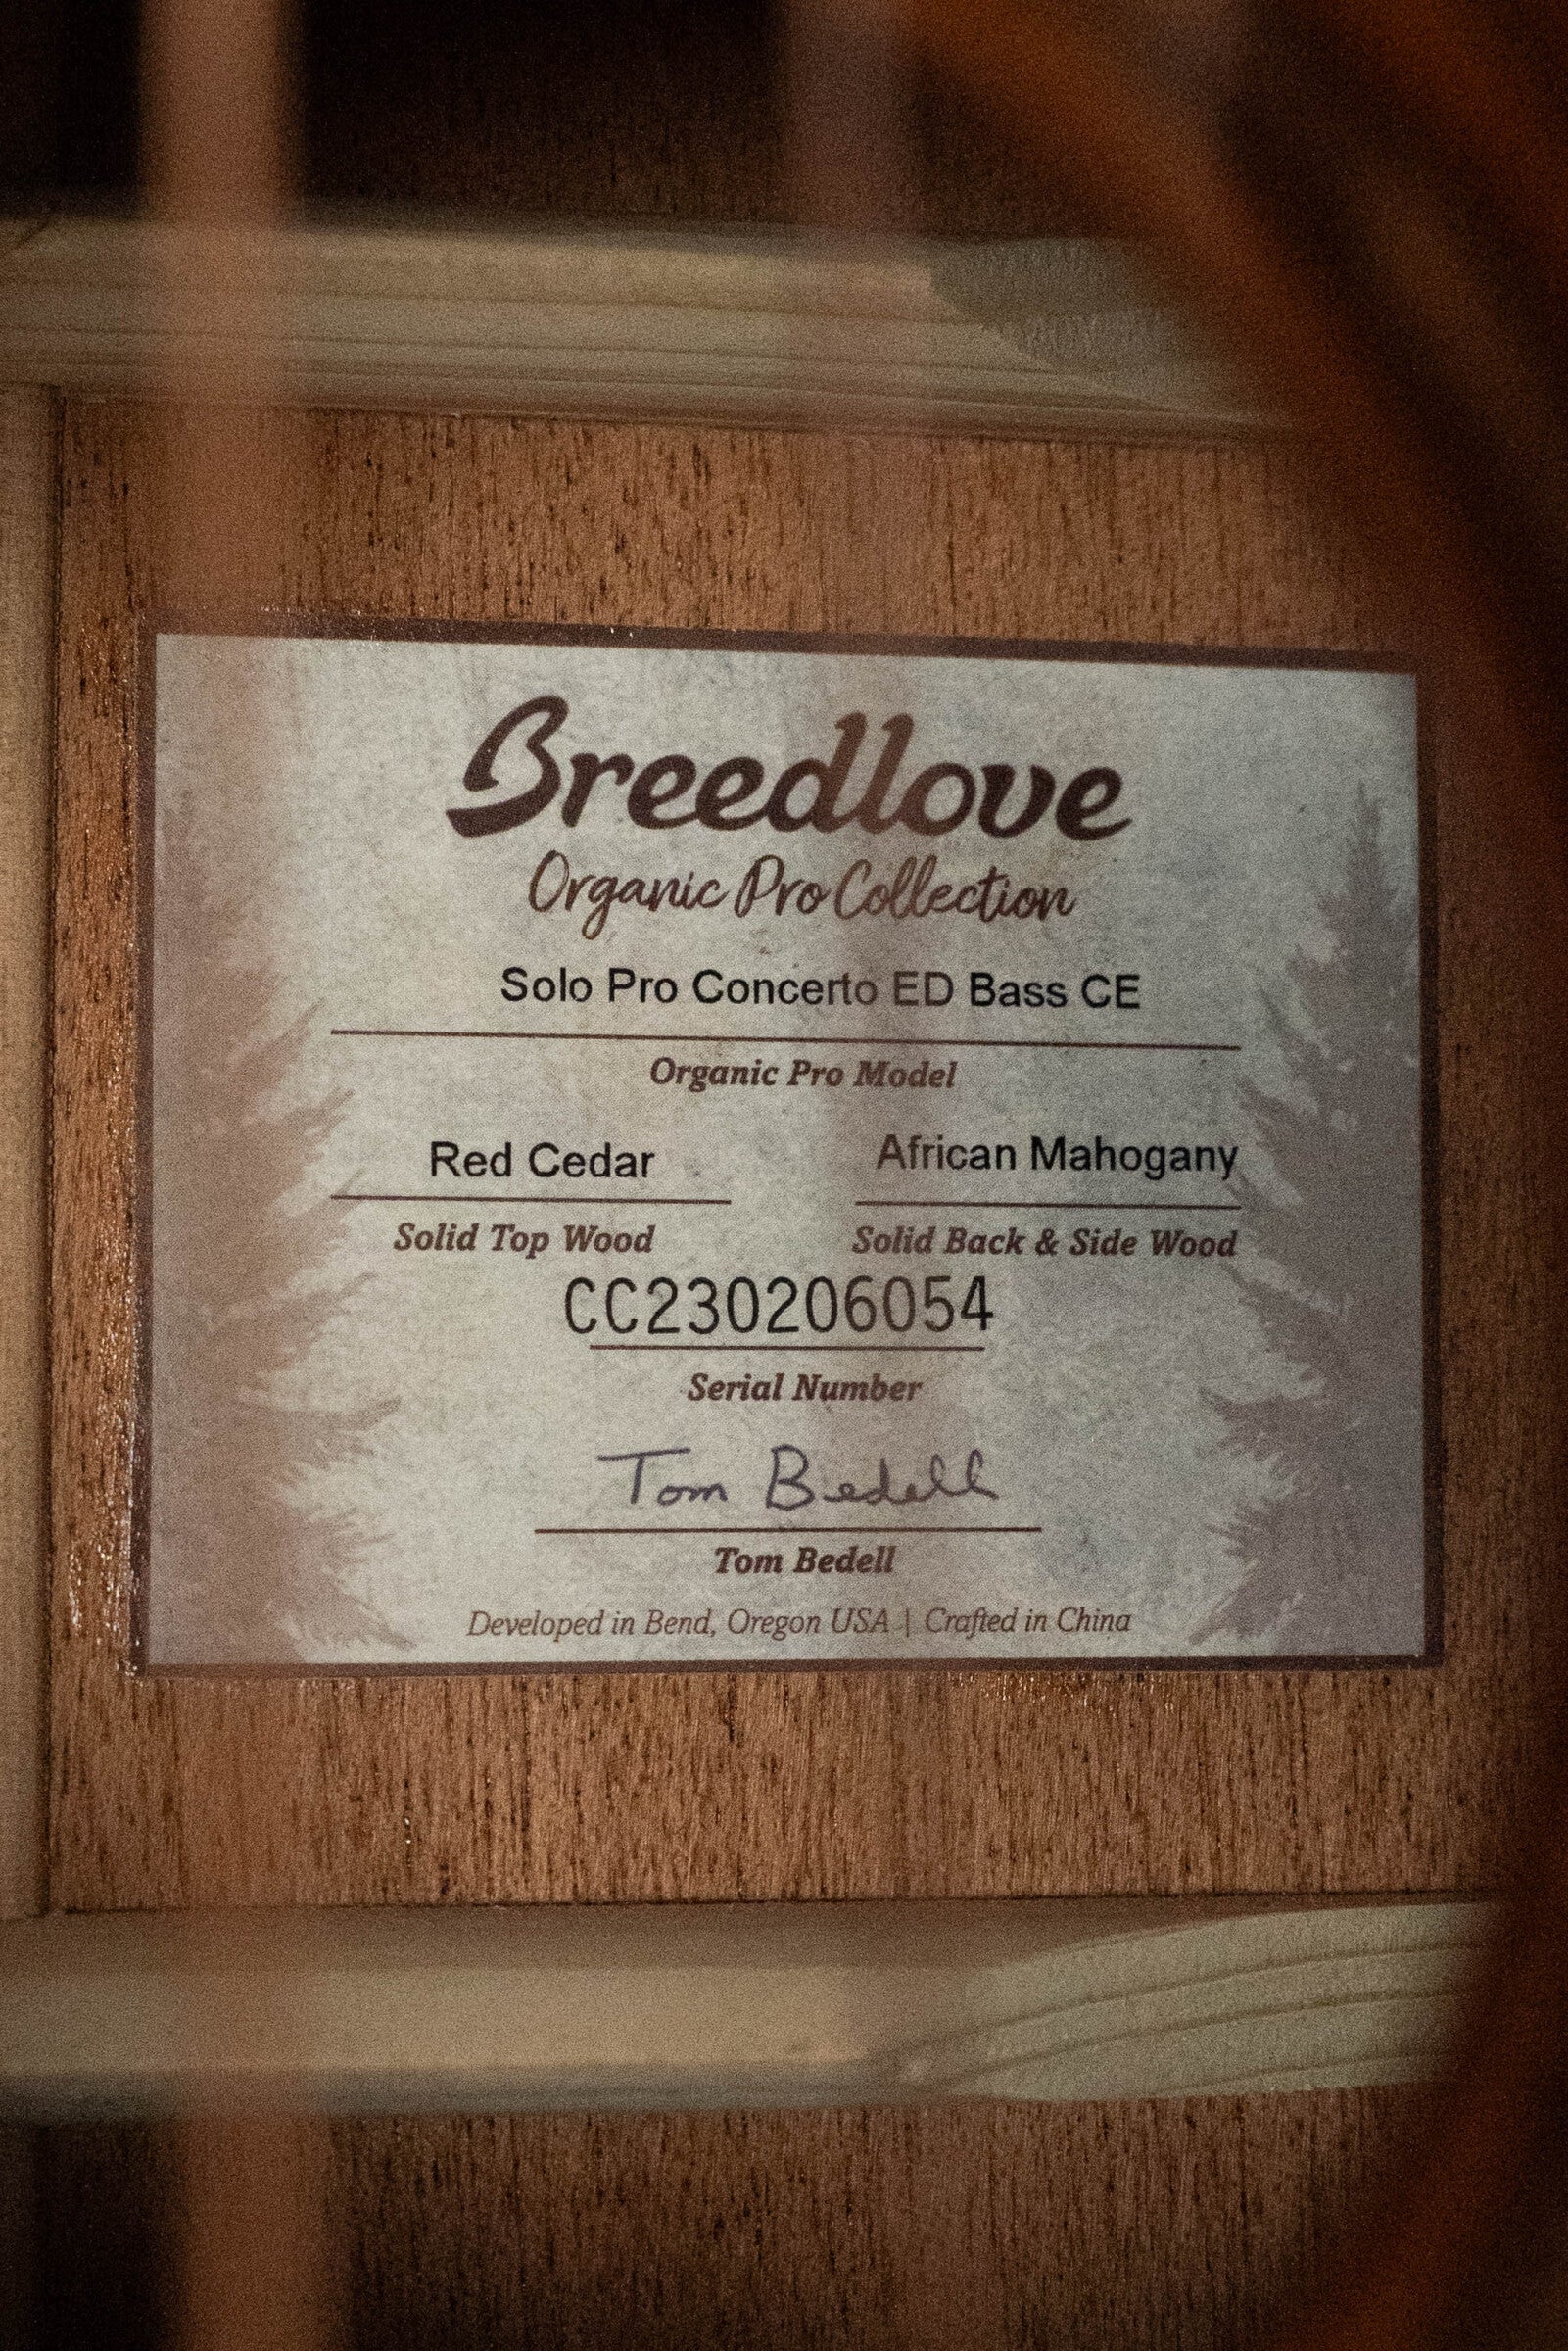 Breedlove
Organic Pro Collection
Solo Pro Concerto ED Bass CE
Organic Pro Model
Red Cedar African Mahogany
Solid Top Wood Solid Back & Side Wood
CC230206054
Serial Number
Tom Bedell
Tom Bedell
Developed in Bend, Oregon USA | Crafted in China